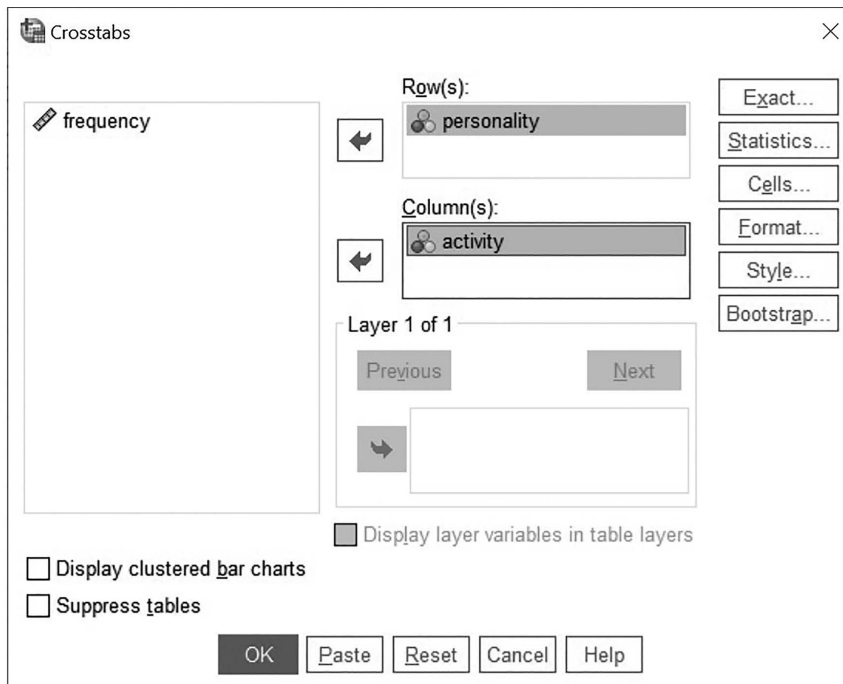 Crosstabs
frequency
Row(s):
personality
Column(s):
activity
Layer 1 of 1
Previous
Next
Display layer variables in table layers
Exact...
Statistics...
Cells...
Format...
Style...
Bootstrap...
Display clustered bar charts
Suppress tables
OK Paste Reset Cancel Help